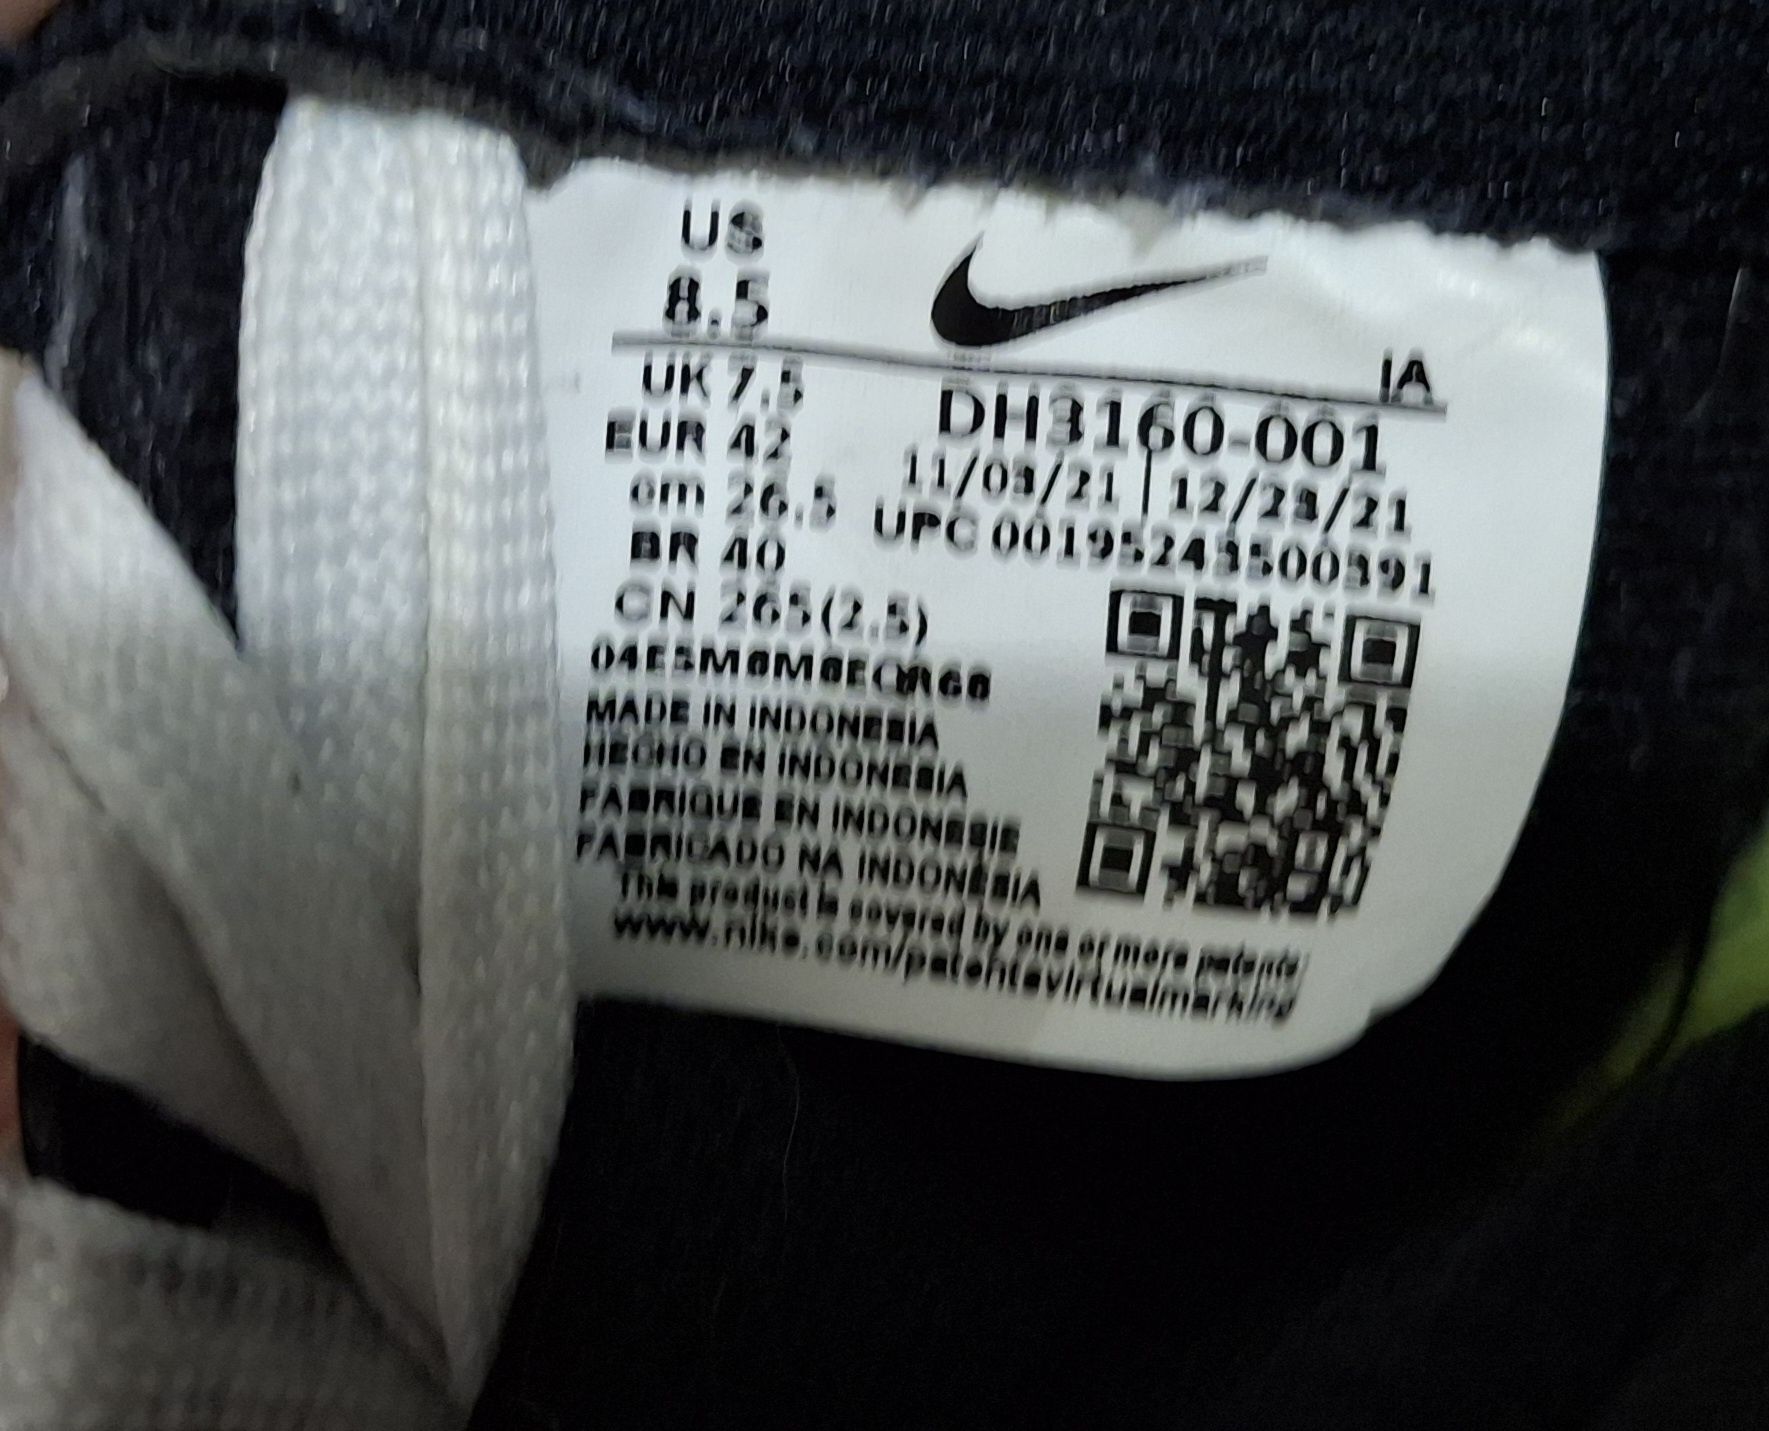 US
8.5
UK 7.5
EUR 42
cm 26.5
BR 40
CN 265(2.5)
IA
DH3160-001
11/03/21 | 12/23/21
UPC 00195243500391
MADE IN INDONESIA
HECHO EN INDONESIA
FABRIQUE EN INDONESIE
FABRICADO NA INDONÉSIA
This product is covered by one or more patents:
www.nike.com/patentsvirtualmarking